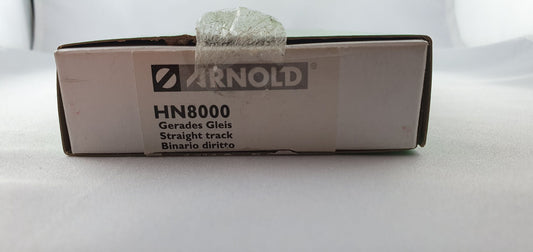 ARNOLD®
HN8000
Gerades Gleis
Straight track
Binario diritto